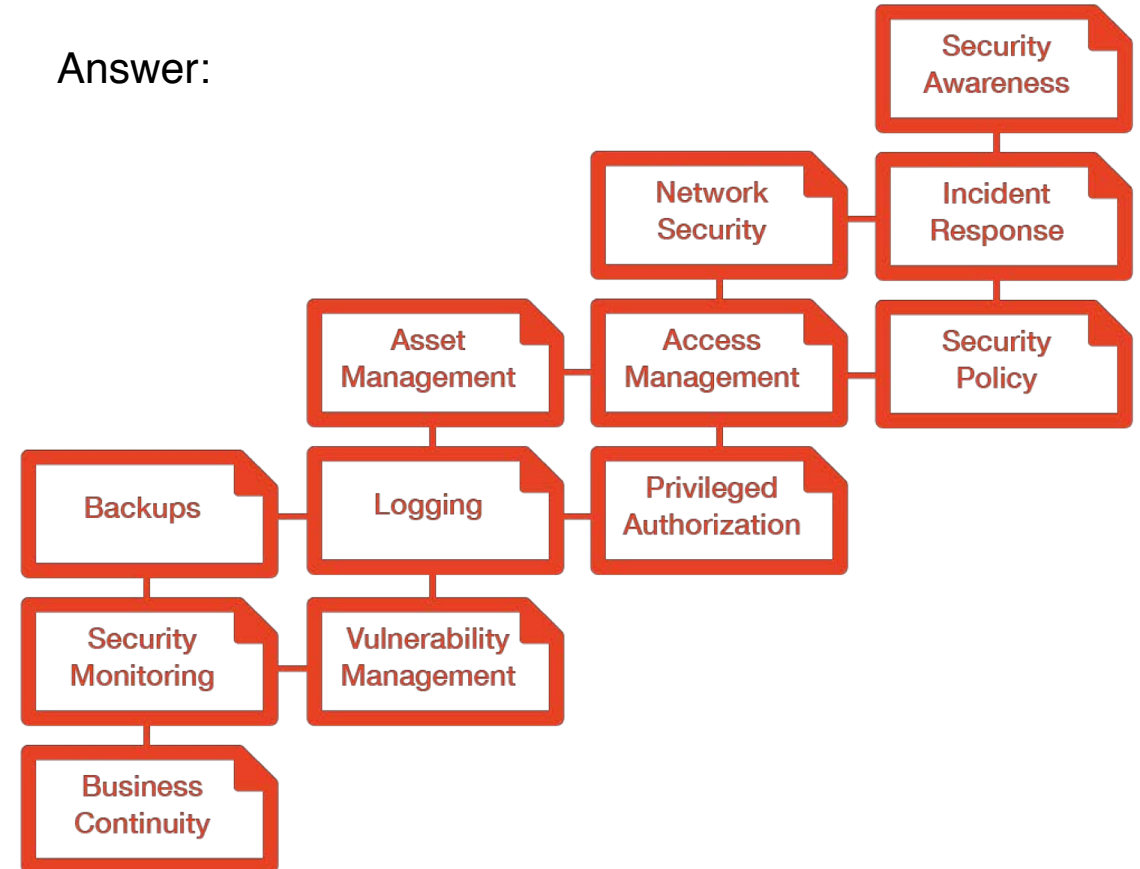 Answer:
Security
Awareness
Network
Security
Incident
Response
Asset
Management
Access
Management
Security
Policy
Backups
Logging
Privileged
Authorization
Security
Monitoring
Vulnerability
Management
Business
Continuity